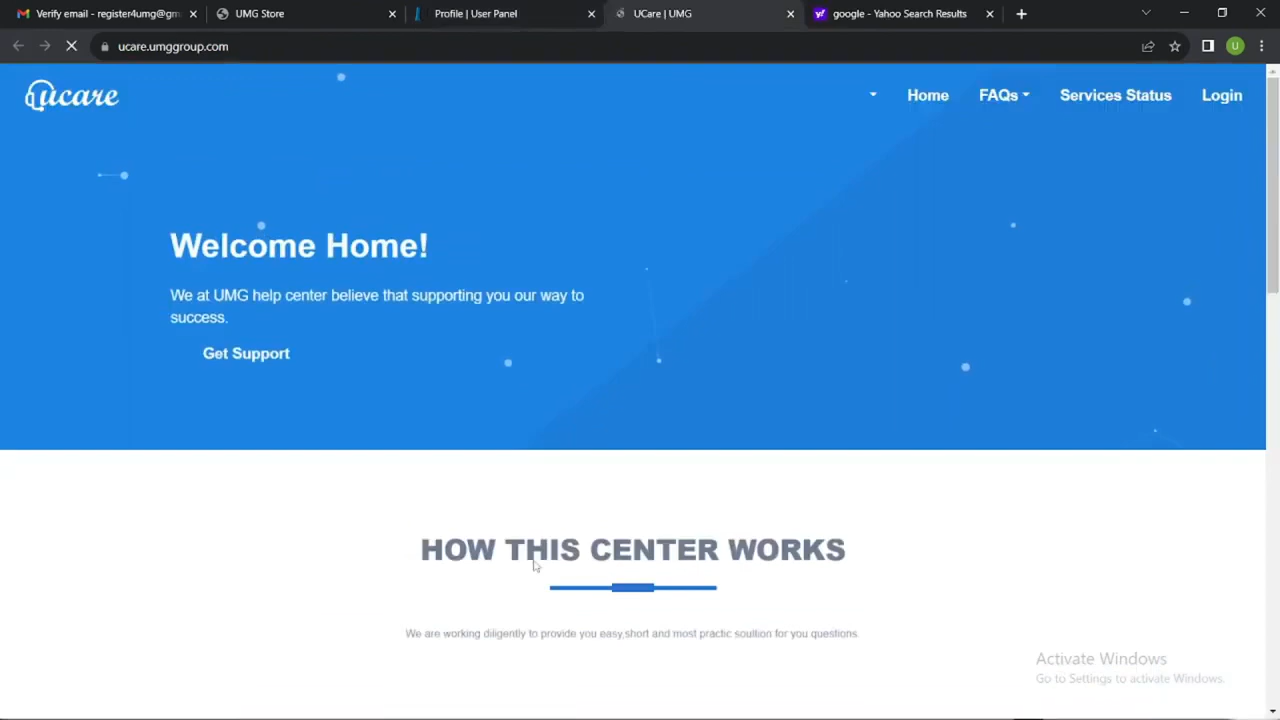 Verify email - register4umg@gm
UMG Store
Profile | User Panel
UCare | UMG
google - Yahoo Search Results
U
ucare.umggroup.com
ucare
Home
FAQs
Services Status
Login
Welcome Home!
We at UMG help center believe that supporting you our way to
success.
Get Support
HOW THIS CENTER WORKS
We are working diligently to provide you easy,short and most practic soultion for you questions
Activate Windows
Go to Settings to activate Windows.